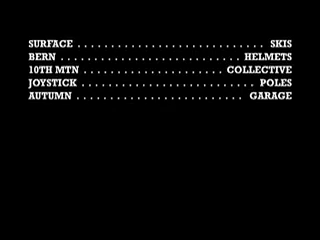 SURFACE . . . . . . . . . . . . . . . . . . . . . . . . . . . SKIS
BERN . . . . . . . . . . . . . . . . . . . . . . . . . . HELMETS
10TH MTN . . . . . . . . . . . . . . . . . . . . COLLECTIVE
JOYSTICK . . . . . . . . . . . . . . . . . . . . . . . . . POLES
AUTUMN . . . . . . . . . . . . . . . . . . . . . . . . GARAGE